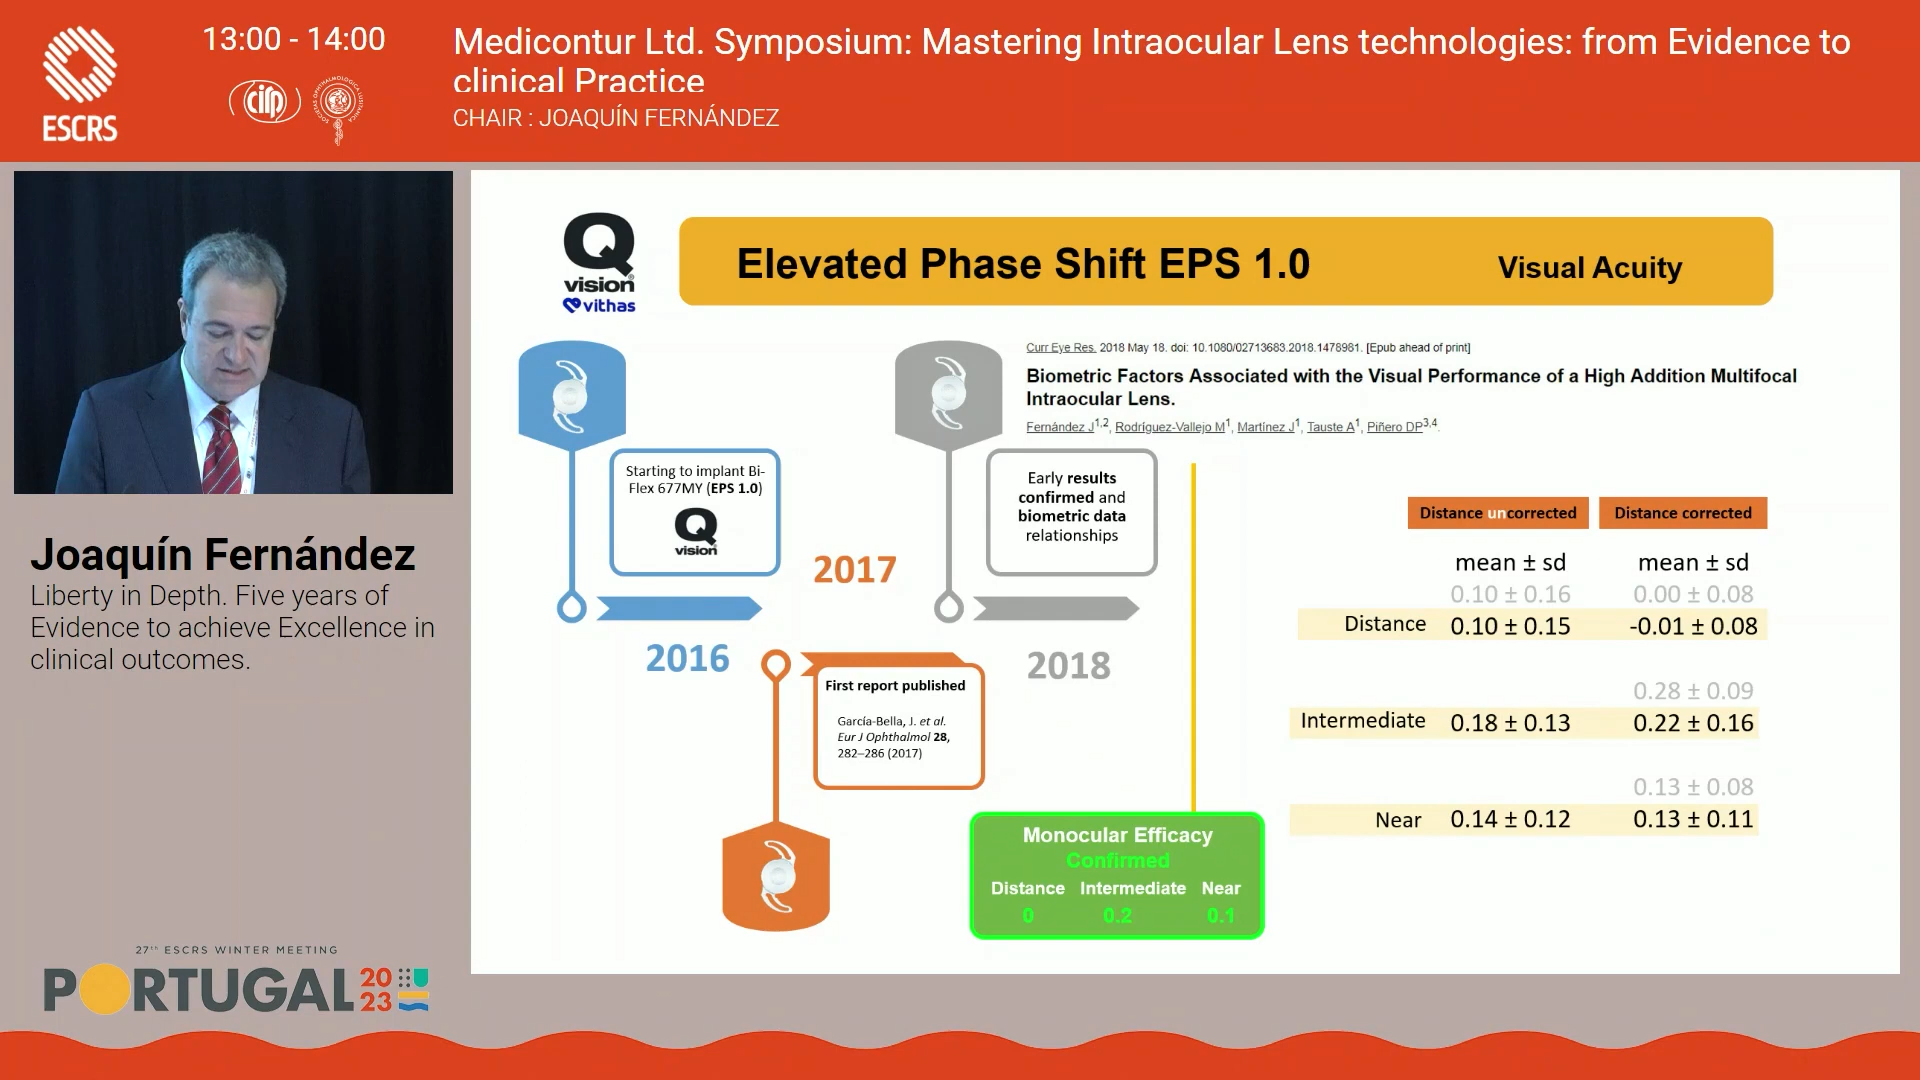 13:00 - 14:00
Medicontur Ltd. Symposium: Mastering Intraocular Lens technologies: from Evidence to
clinical Practice
CHAIR : JOAQUÍN FERNÁNDEZ
ESCRS
cirp
Q
vision
vithas
Elevated Phase Shift EPS 1.0
Visual Acuity
Curr Eye Res. 2018 May 18. doi: 10.1080/02713683.2018.1478981. [Epub ahead of print]
Biometric Factors Associated with the Visual Performance of a High Addition Multifocal
Intraocular Lens.
Fernández J1,2, Rodríguez-Vallejo M1, Martínez J1, Tauste A1, Piñero DP3,4.
Starting to implant Bi-
Flex 677MY (EPS 1.0)
Q
vision
2016
2017
First report published
García-Bella, J. et al.
Eur J Ophthalmol 28,
282–286 (2017)
Early results
confirmed and
biometric data
relationships
2018
Distance uncorrected Distance corrected
mean ± sd mean ± sd
0.10 ± 0.16 0.00 ± 0.08
Distance 0.10 ± 0.15 -0.01 ± 0.08
0.28 ± 0.09
Intermediate 0.18 ± 0.13 0.22 ± 0.16
0.13 ± 0.08
Near 0.14 ± 0.12 0.13 ± 0.11
Monocular Efficacy
Confirmed
Distance Intermediate Near
0 0.2 0.1
Joaquín Fernández
Liberty in Depth. Five years of
Evidence to achieve Excellence in
clinical outcomes.
27th ESCRS WINTER MEETING
PORTUGAL 2023